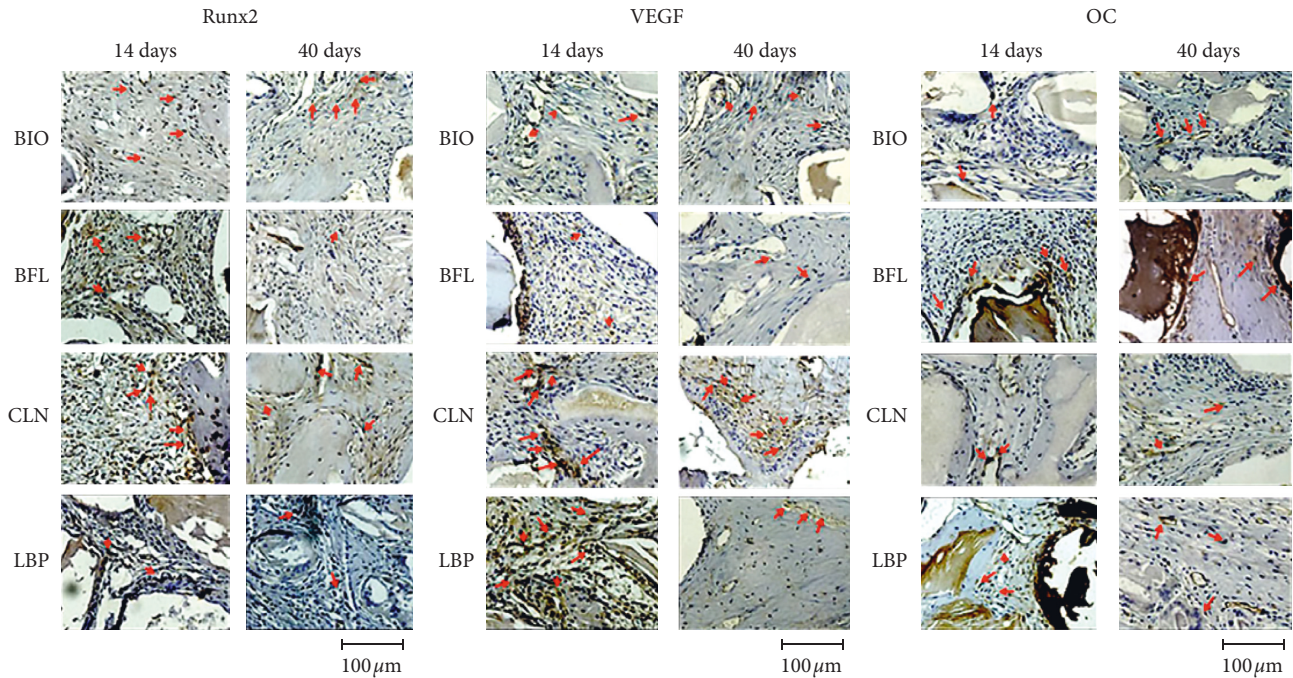 Runx2 VEGF OC
14 days 40 days 14 days 40 days 14 days 40 days
BIO BIO BIO
BFL BFL BFL
CLN CLN CLN
LBP LBP LBP
100 μm 100 μm 100 μm